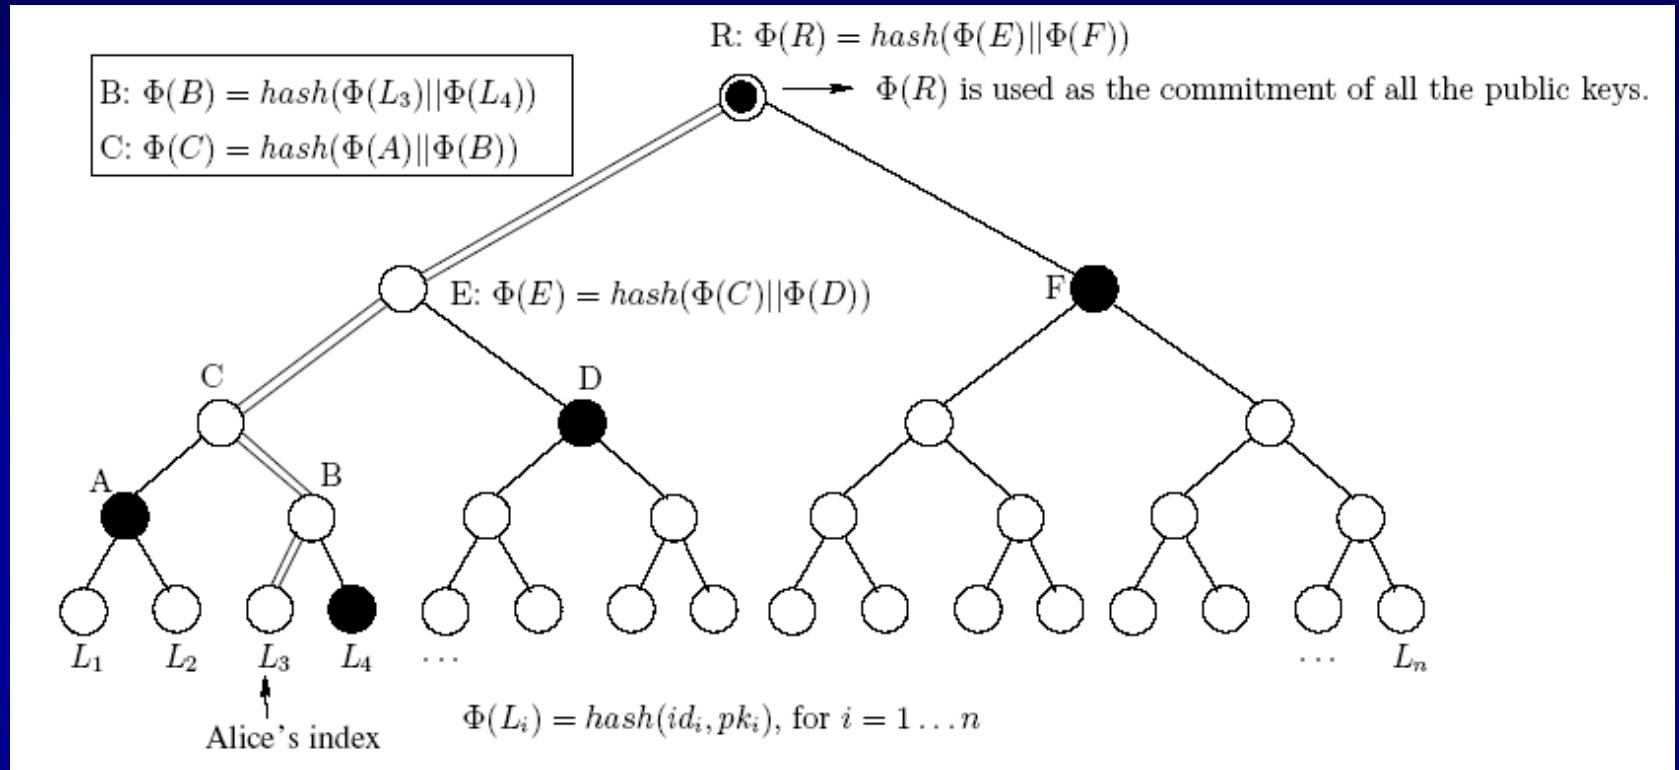 R: Φ(R) = hash(Φ(E)||Φ(F))
B: Φ(B) = hash(Φ(L₃)||Φ(L₄))
Φ(R) is used as the commitment of all the public keys.
C: Φ(C) = hash(Φ(A)||Φ(B))
E: Φ(E) = hash(Φ(C)||Φ(D))
F
C
D
A
B
L₁ L₂ L₃ L₄ ... ... Lₙ
Alice's index
Φ(Lᵢ) = hash(idᵢ, pkᵢ), for i = 1...n